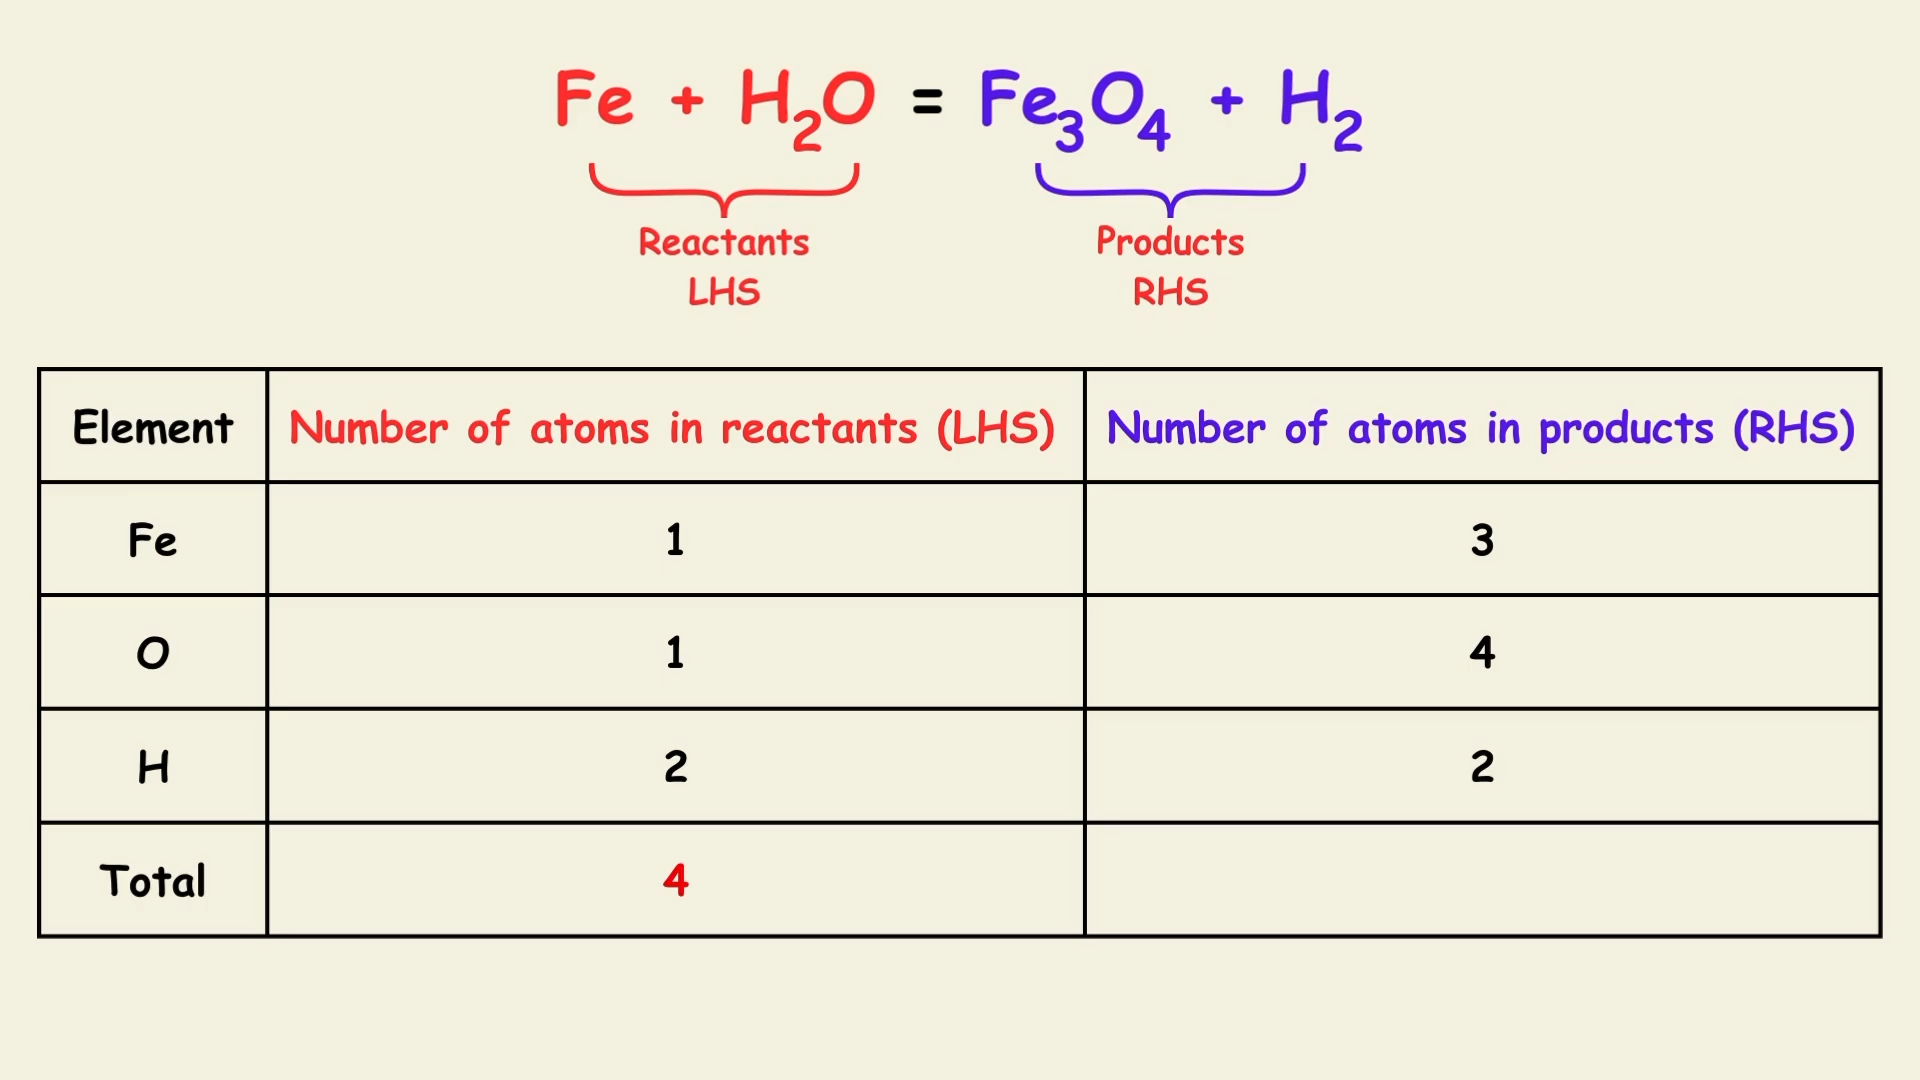 Fe + H₂O = Fe₃O₄ + H₂
Reactants Products
LHS RHS
Element Number of atoms in reactants (LHS) Number of atoms in products (RHS)
Fe 1 3
O 1 4
H 2 2
Total 4